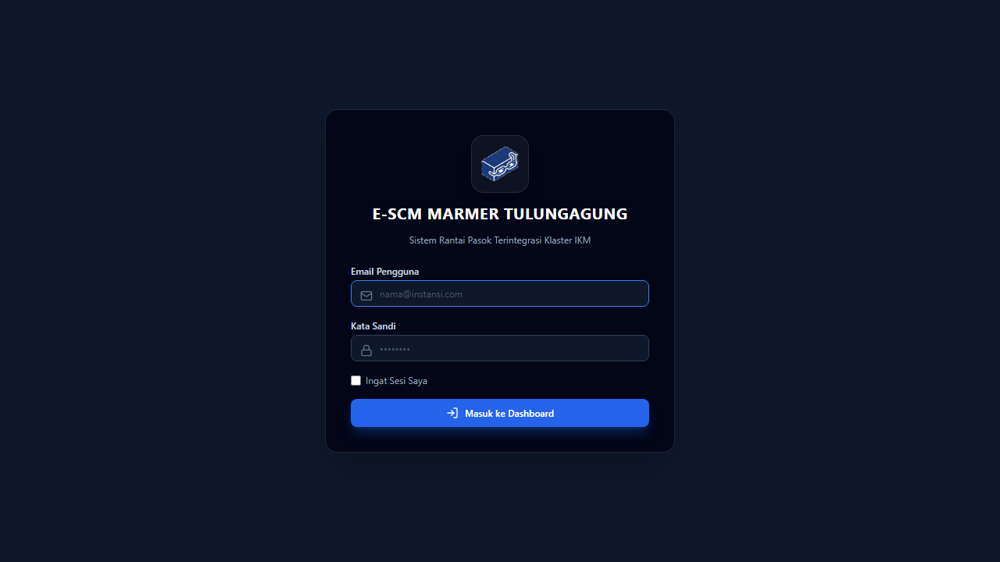 E-SCM MARMER TULUNGAGUNG
Sistem Rantai Pasok Terintegrasi Klaster IKM
Email Pengguna
nama@instansi.com
Kata Sandi
••••••••
Ingat Sesi Saya
Masuk ke Dashboard